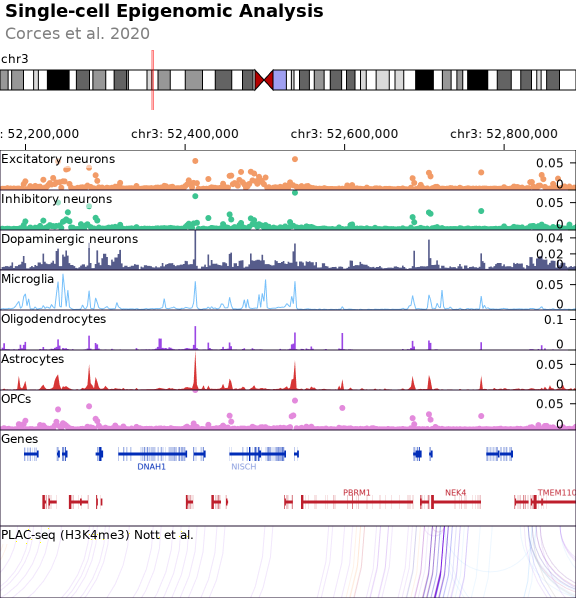 Single-cell Epigenomic Analysis
Corces et al. 2020
chr3
: 52,200,000 chr3: 52,400,000 chr3: 52,600,000 chr3: 52,800,000
Excitatory neurons 0.05
0
Inhibitory neurons 0.05
0
Dopaminergic neurons 0.04
0.02
0
Microglia 0.05
0
Oligodendrocytes 0.1
0
Astrocytes 0.05
0
OPCs 0.05
0
Genes
DNAH1 NISCH
PBRM1 NEK4 TMEM110
PLAC-seq (H3K4me3) Nott et al.